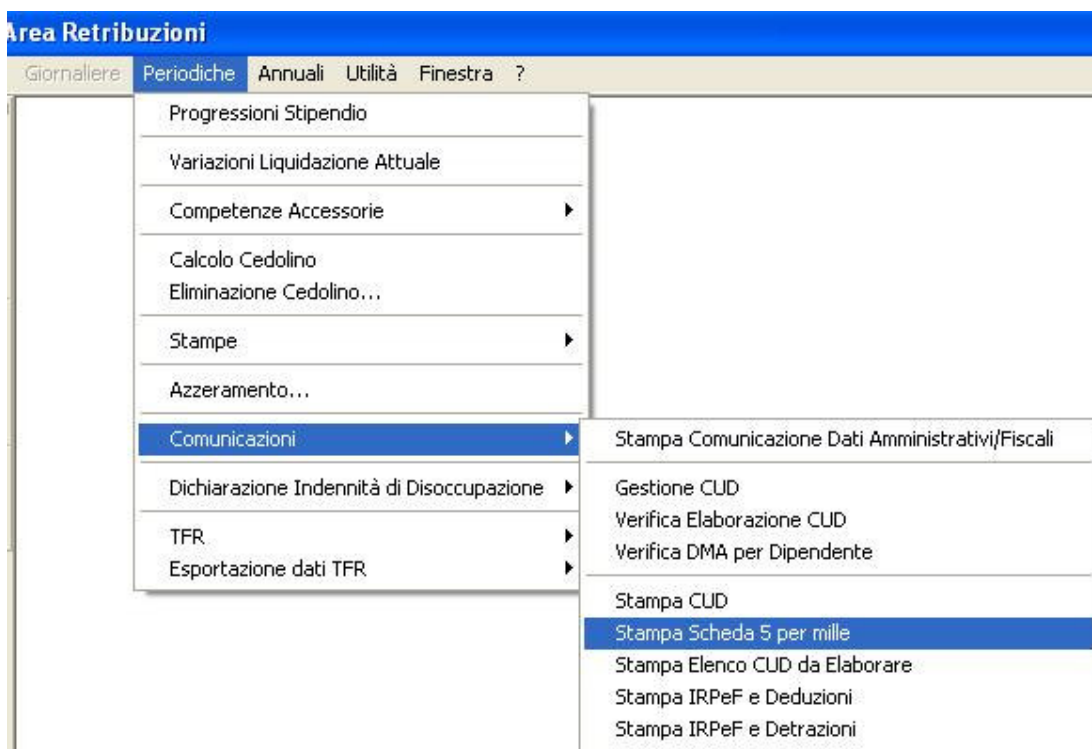 Area Retribuzioni
Giornaliere Periodiche Annuali Utilità Finestra ?
Progressioni Stipendio
Variazioni Liquidazione Attuale
Competenze Accessorie
Calcolo Cedolino
Eliminazione Cedolino...
Stampe
Azzeramento...
Comunicazioni
Dichiarazione Indennità di Disoccupazione
TFR
Esportazione dati TFR
Stampa Comunicazione Dati Amministrativi/Fiscali
Gestione CUD
Verifica Elaborazione CUD
Verifica DMA per Dipendente
Stampa CUD
Stampa Scheda 5 per mille
Stampa Elenco CUD da Elaborare
Stampa IRPeF e Deduzioni
Stampa IRPeF e Detrazioni